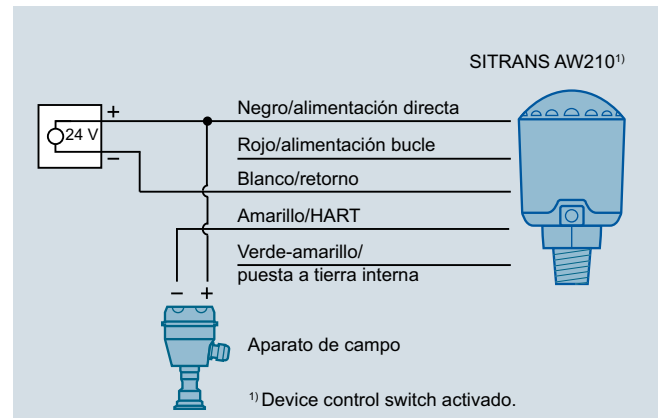 SITRANS AW210¹⁾
+
24 V
−
Negro/alimentación directa
Rojo/alimentación bucle
Blanco/retorno
Amarillo/HART
Verde-amarillo/
puesta a tierra interna
− +
Aparato de campo
¹⁾ Device control switch activado.